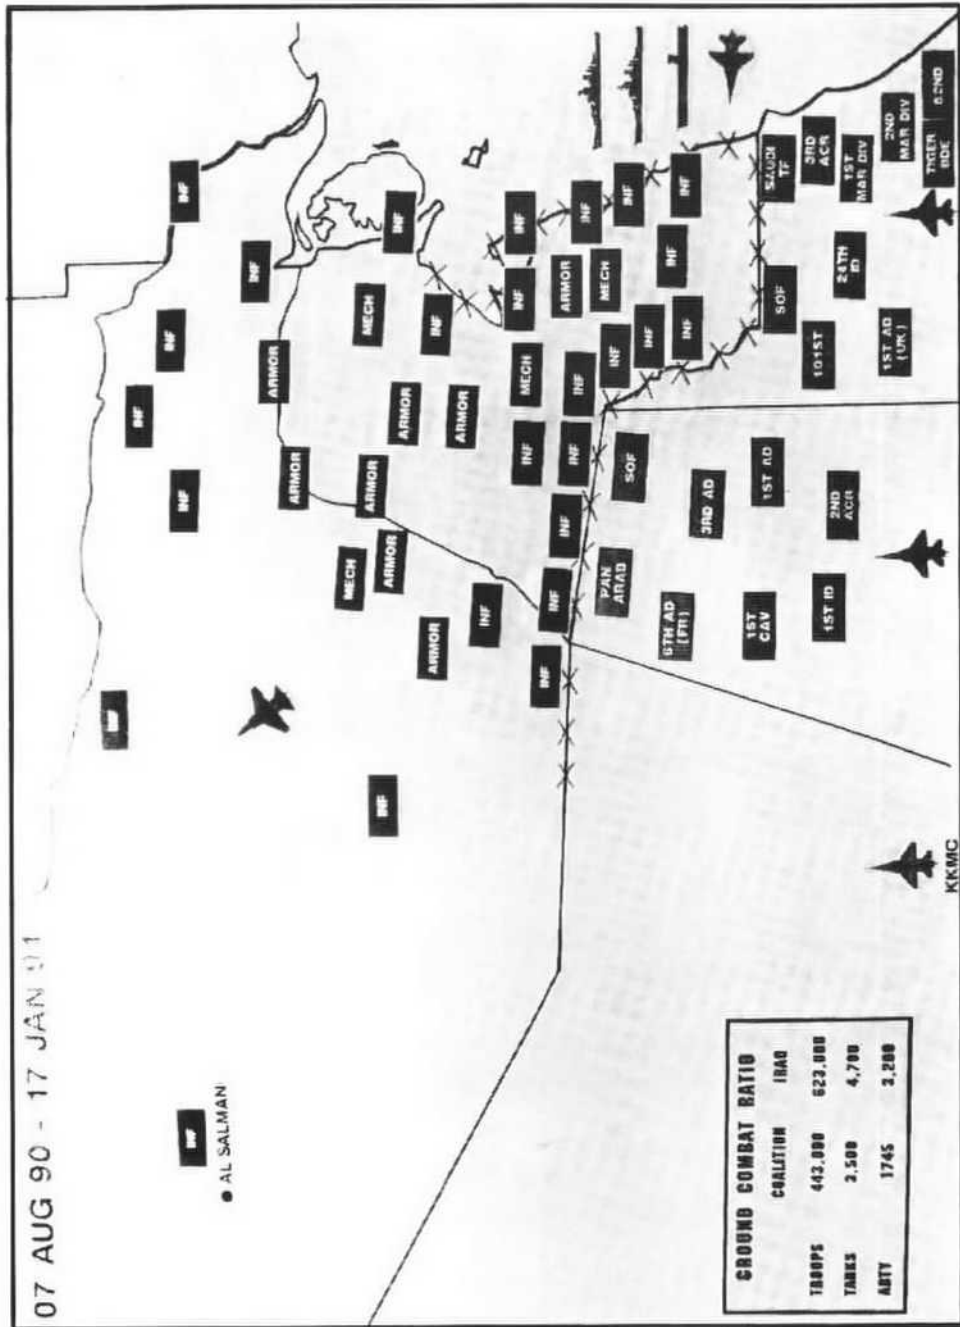 07 AUG 90 - 17 JAN 91
INF
INF
INF
INF
INF
INF
AL SALMAN
INF
ARMOR
ARMOR
MECH
MECH
ARMOR
INF
ARMOR
INF
ARMOR
ARMOR
INF
ARMOR
INF
INF
INF
MECH
INF
INF
INF
INF
ARMOR
INF
INF
INF
MECH
PAN
ARAB
INF
INF
SOF
INF
INF
6TH AD
(FR)
INF
INF
3RD AD
1ST
CAV
1ST AD
SAUDI
TF
SOF
101ST
3RD
ACR
1ST ID
2ND
ACR
24TH
ID
1ST
MAR DIV
1ST AD
(UK)
2ND
MAR DIV
TIGER
BDE
82ND
KKMC
GROUND COMBAT RATIO
COALITION IRAQ
TROOPS 443,000 623,000
TANKS 3,500 4,700
ARTY 1745 3,200